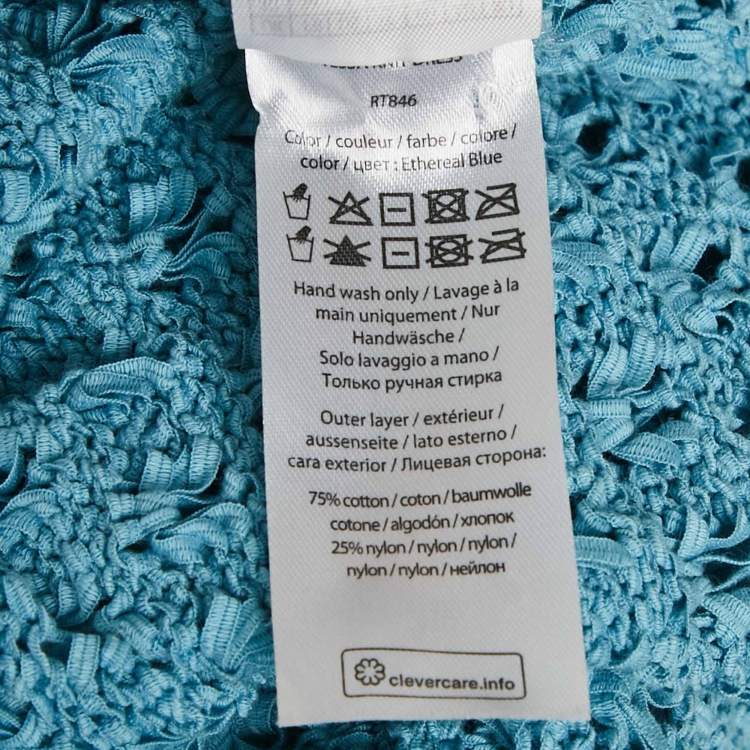 KNIT DRESS
RT846
Color / couleur / farbe / colore /
color / цвет : Ethereal Blue
Hand wash only / Lavage à la
main uniquement / Nur
Handwäsche /
Solo lavaggio a mano /
Только ручная стирка
Outer layer / extérieur /
aussenseite / lato esterno /
cara exterior / Лицевая сторона:
75% cotton / coton / baumwolle
cotone / algodón / хлопок
25% nylon / nylon / nylon /
nylon / nylon / нейлон
clevercare.info